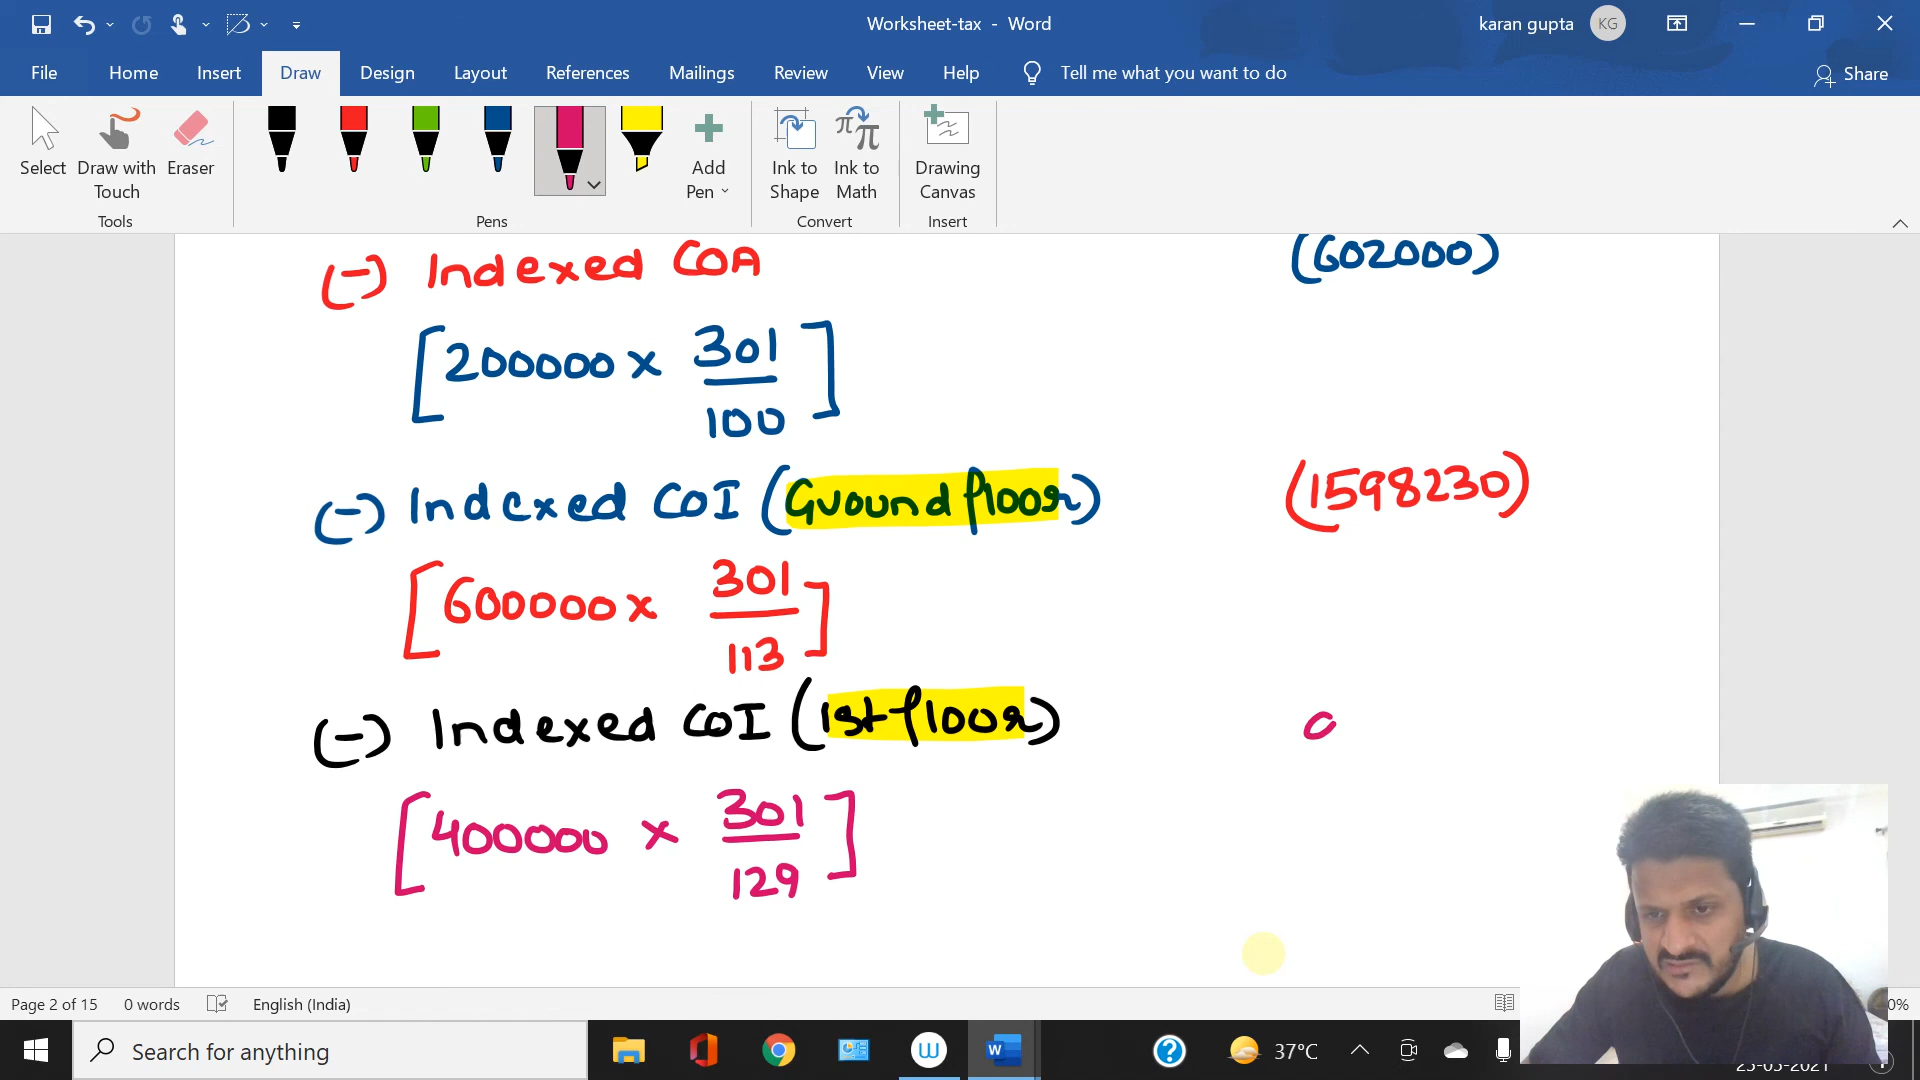 Worksheet-tax - Word
karan gupta KG
File Home Insert Draw Design Layout References Mailings Review View Help Tell me what you want to do Share
Select Draw with Touch Eraser Add Pen Ink to Shape Ink to Math Drawing Canvas
Tools Pens Convert Insert
(-) Indexed COA (602000)
[200000 x 301/100]
(-) Indexed COI (Ground floor) (1598230)
[600000 x 301/113]
(-) Indexed COI (1st floor)
[400000 x 301/129]
Page 2 of 15 0 words English (India) 0%
Search for anything 37°C